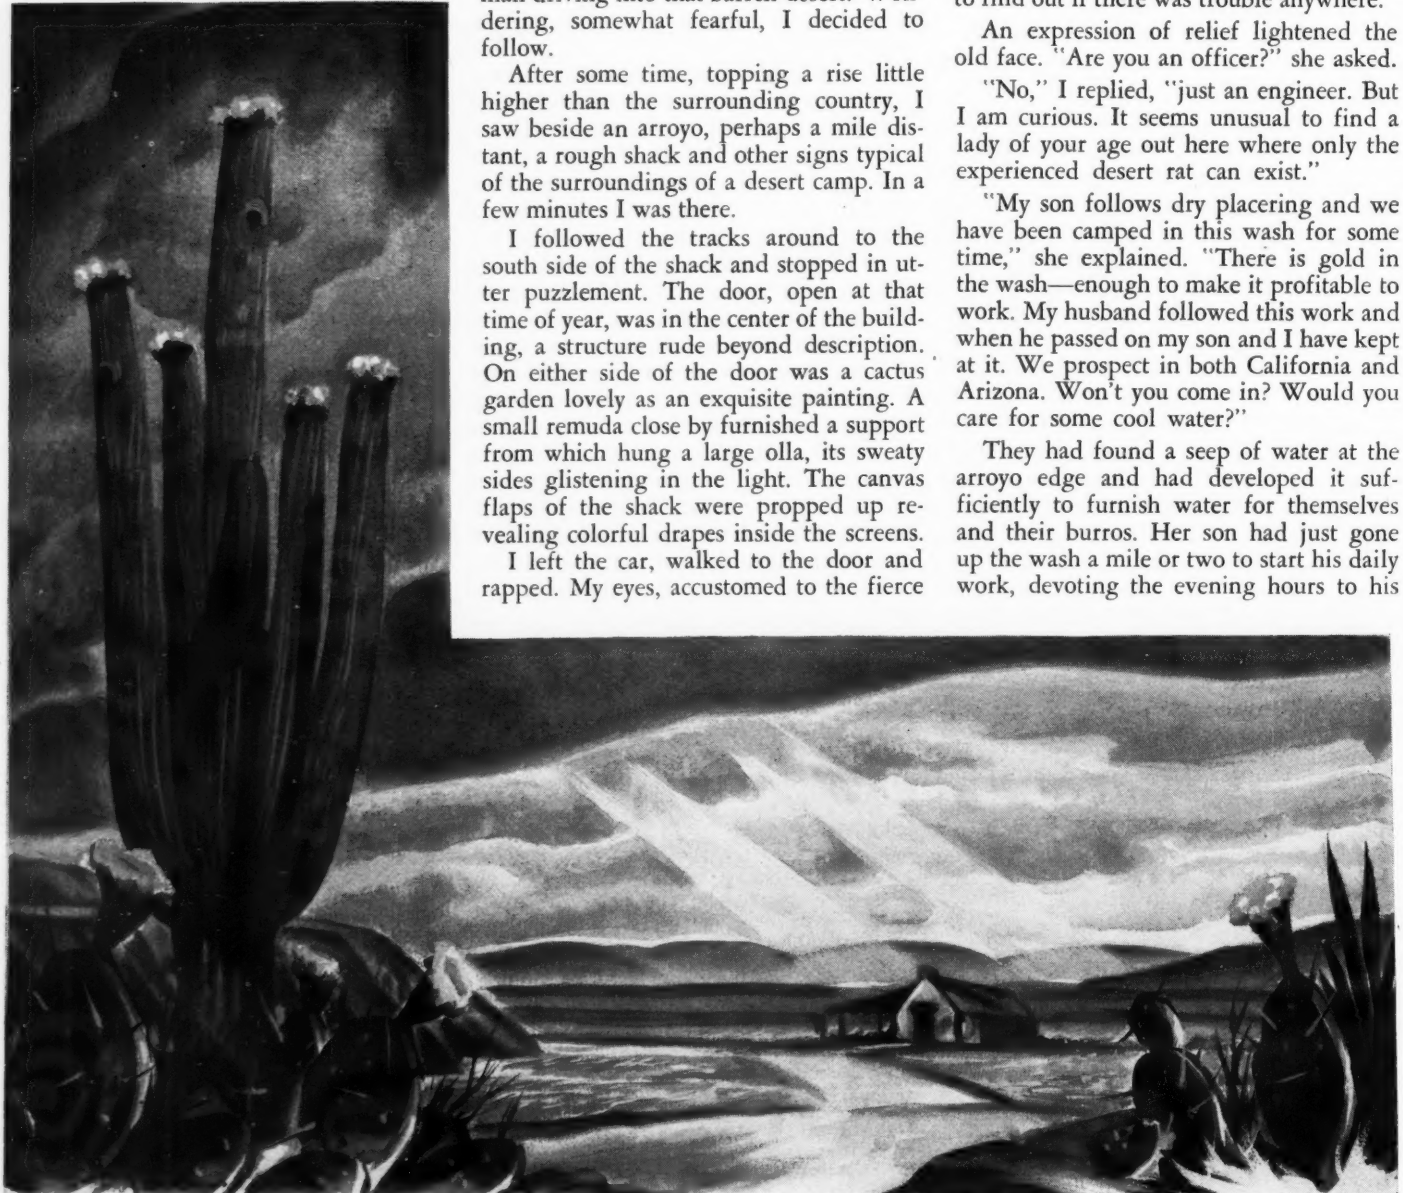 dering, somewhat fearful, I decided to
follow.
After some time, topping a rise little
higher than the surrounding country, I
saw beside an arroyo, perhaps a mile dis-
tant, a rough shack and other signs typical
of the surroundings of a desert camp. In a
few minutes I was there.
I followed the tracks around to the
south side of the shack and stopped in ut-
ter puzzlement. The door, open at that
time of year, was in the center of the build-
ing, a structure rude beyond description.
On either side of the door was a cactus
garden lovely as an exquisite painting. A
small remuda close by furnished a support
from which hung a large olla, its sweaty
sides glistening in the light. The canvas
flaps of the shack were propped up re-
vealing colorful drapes inside the screens.
I left the car, walked to the door and
rapped. My eyes, accustomed to the fierce
to find out if there was trouble anywhere.
An expression of relief lightened the
old face. "Are you an officer?" she asked.
"No," I replied, "just an engineer. But
I am curious. It seems unusual to find a
lady of your age out here where only the
experienced desert rat can exist."
"My son follows dry placering and we
have been camped in this wash for some
time," she explained. "There is gold in
the wash—enough to make it profitable to
work. My husband followed this work and
when he passed on my son and I have kept
at it. We prospect in both California and
Arizona. Won't you come in? Would you
care for some cool water?"
They had found a seep of water at the
arroyo edge and had developed it suf-
ficiently to furnish water for themselves
and their burros. Her son had just gone
up the wash a mile or two to start his daily
work, devoting the evening hours to his